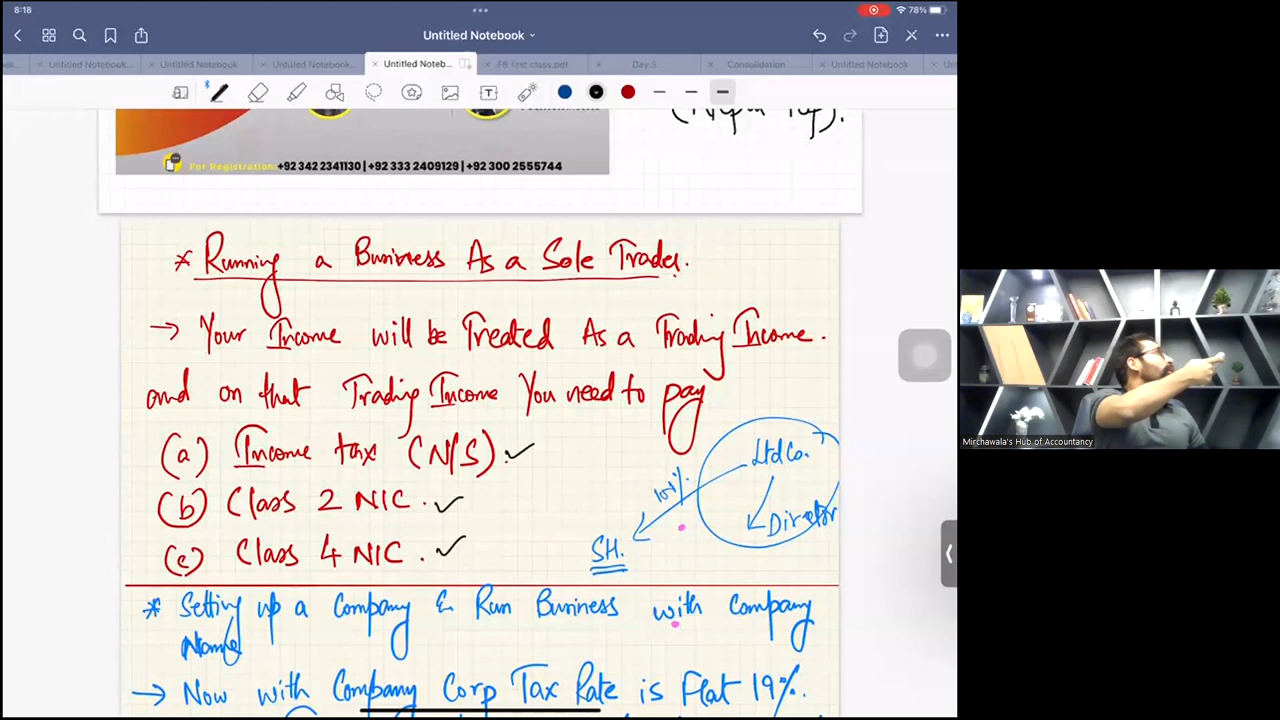 8:18
78%
Untitled Notebook
Untitled Notebook... Untitled Notebook Untitled Notebook... Untitled Noteb... F6 first class.pdf Day 5 Consolidation Untitled Notebook
For Registration: +92 342 2341130 | +92 333 2409129 | +92 300 2555744
* Running a Business As a Sole Trader.
→ Your Income will be Treated As a Trading Income.
and on that Trading Income You need to pay
(a) Income tax (N/S). ✓
(b) Class 2 NIC. ✓
(c) Class 4 NIC. ✓
Ltd Co.
100%
Director
SH.
* Setting up a Company & Run Business with Company
Name
→ Now with Company Corp Tax Rate is Flat 19%.
Mirchawala's Hub of Accountancy